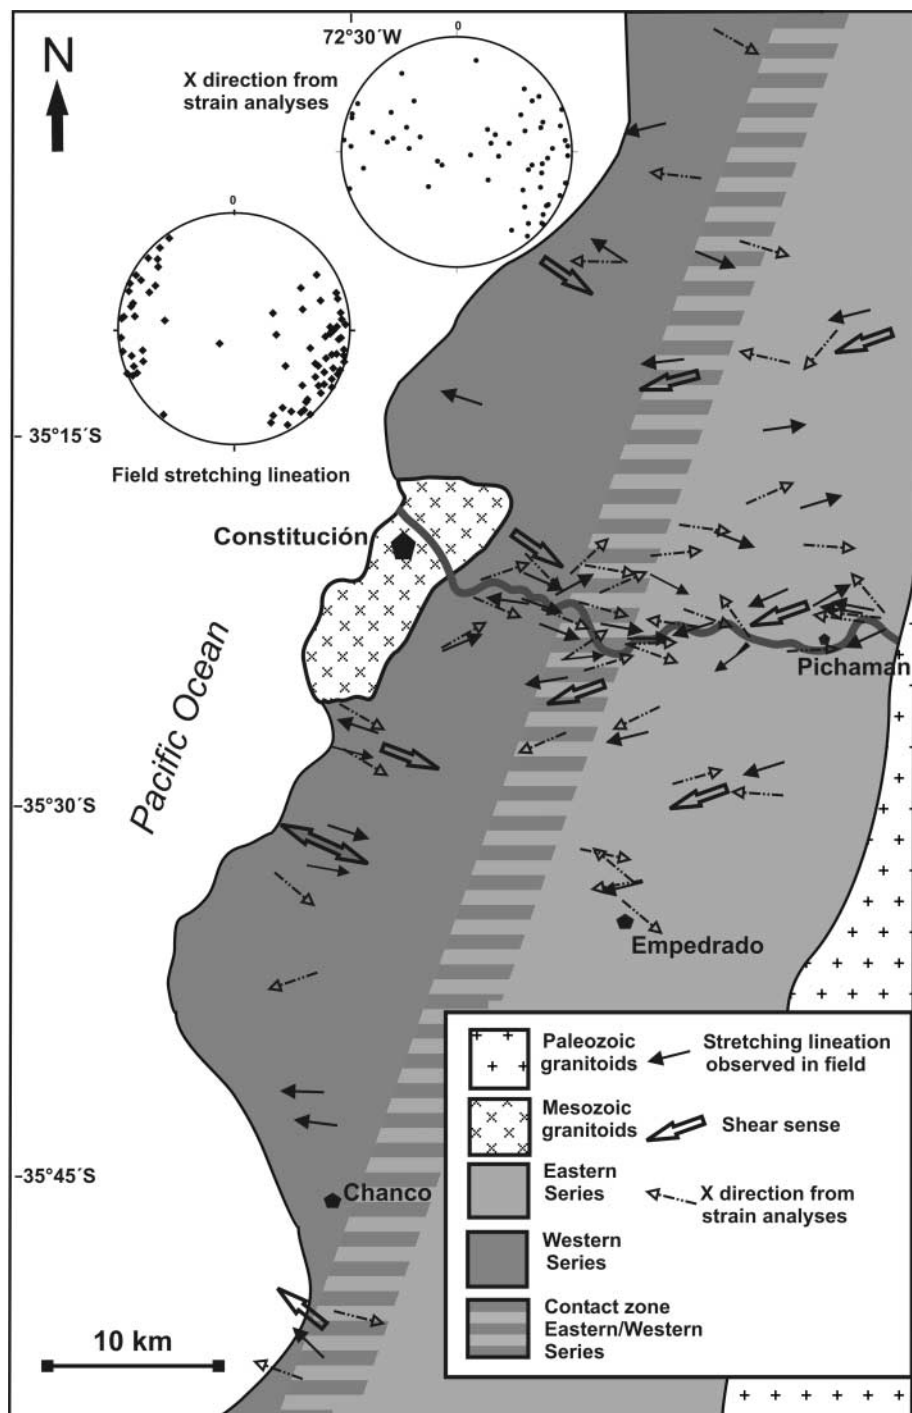 N
72°30´W
0
X direction from
strain analyses
0
35°15´S
Field stretching lineation
Constitución
Pichaman
Pacific Ocean
35°30´S
Empedrado
Paleozoic
granitoids
Stretching lineation
observed in field
Mesozoic
granitoids
Shear sense
Eastern
Series
X direction from
strain analyses
Western
Series
Contact zone
Eastern/Western
Series
35°45´S
Chanco
10 km